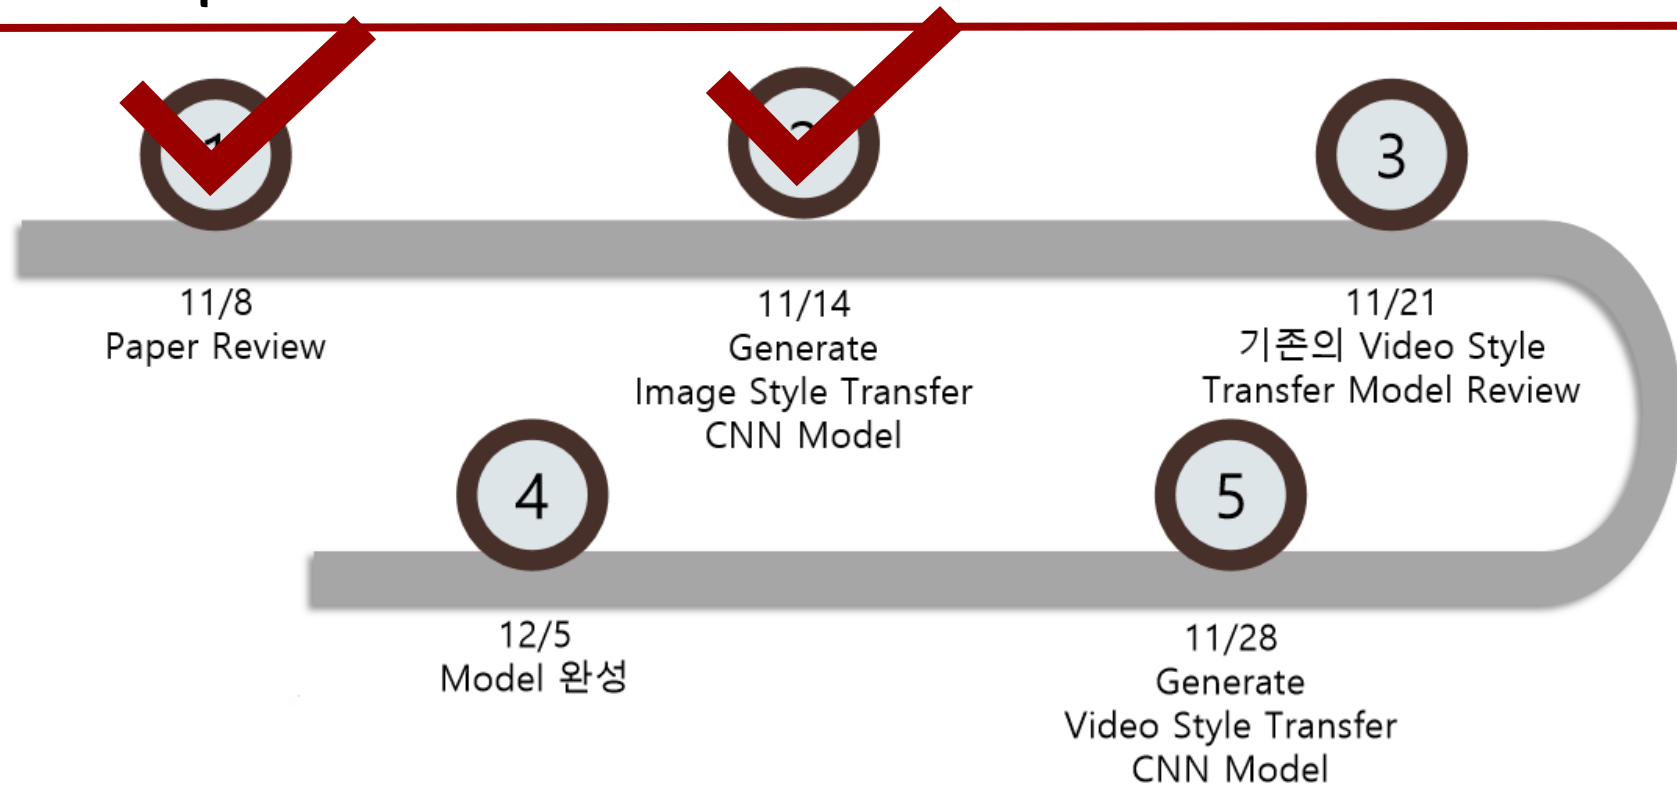 1
11/8
Paper Review
2
11/14
Generate
Image Style Transfer
CNN Model
3
11/21
기존의 Video Style
Transfer Model Review
4
12/5
Model 완성
5
11/28
Generate
Video Style Transfer
CNN Model